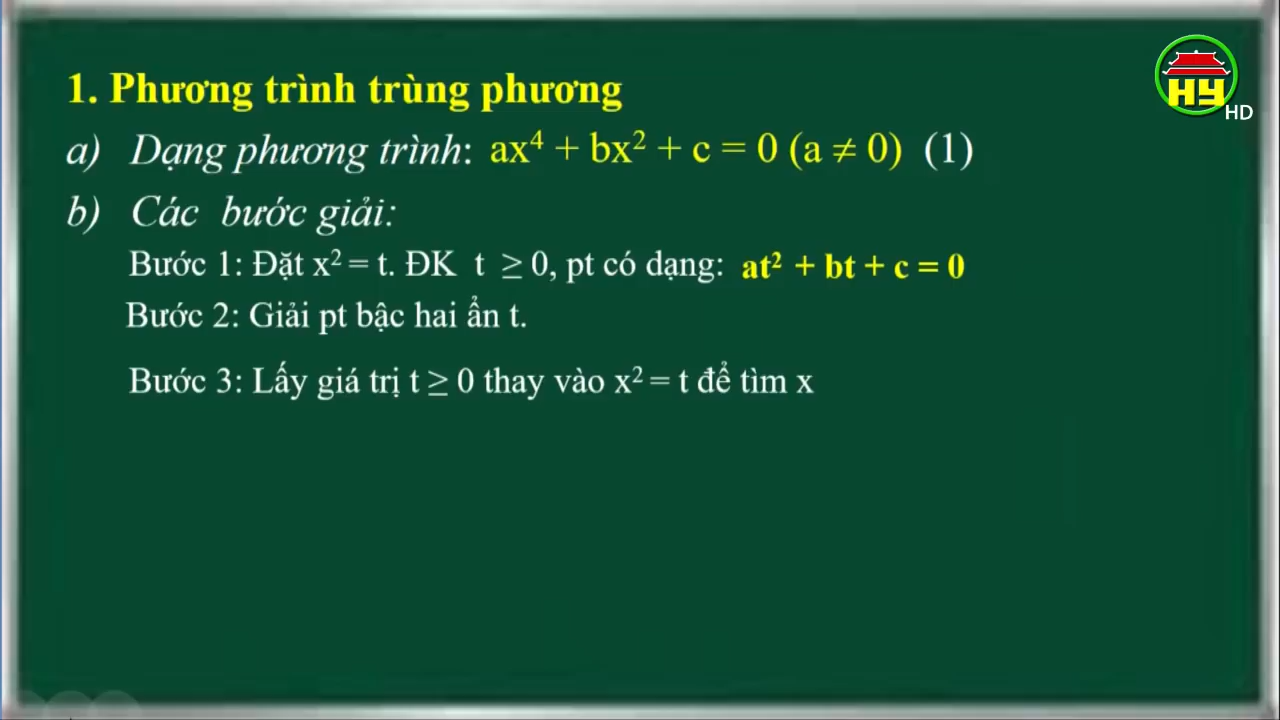 1. Phương trình trùng phương
a) Dạng phương trình: ax⁴ + bx² + c = 0 (a ≠ 0) (1)
b) Các bước giải:
Bước 1: Đặt x² = t. ĐK t ≥ 0, pt có dạng: at² + bt + c = 0
Bước 2: Giải pt bậc hai ẩn t.
Bước 3: Lấy giá trị t ≥ 0 thay vào x² = t để tìm x
HY
HD